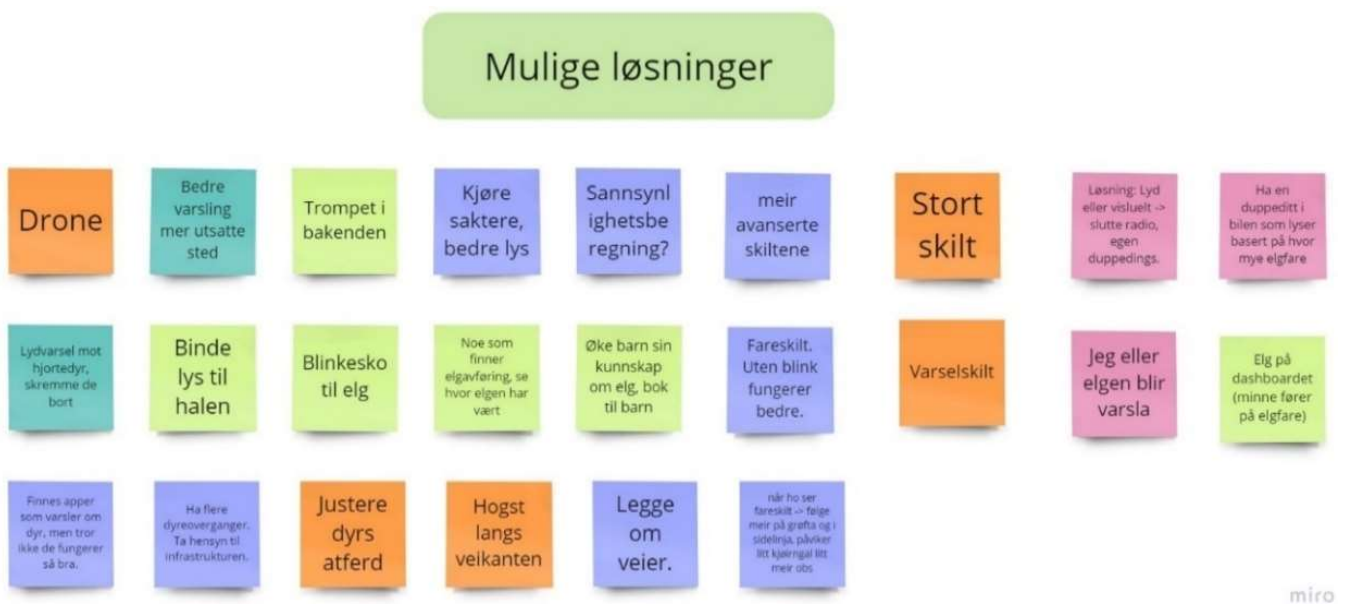 Mulige løsninger
Drone
Bedre
varsling
mer utsatte
sted
Trompet i
bakenden
Kjøre
saktere,
bedre lys
Sannsynl
ighetsbe
regning?
meir
avanserte
skiltene
Stort
skilt
Løsning: Lyd
eller visluelt ->
slutte radio,
egen
duppedings.
Ha en
duppeditt i
bilen som lyser
basert på hvor
mye elgfare
Lydvarsel mot
hjortedyr,
skremme de
bort
Binde
lys til
halen
Blinkesko
til elg
Noe som
finner
elgavføring, se
hvor elgen har
vært
Øke barn sin
kunnskap
om elg, bok
til barn
Fareskilt.
Uten blink
fungerer
bedre.
Varselskilt
Jeg eller
elgen blir
varsla
Elg på
dashboardet
(minne fører
på elgfare)
Finnes apper
som varsler om
dyr, men tror
ikke de fungerer
så bra.
Ha flere
dyreoverganger.
Ta hensyn til
infrastrukturen.
Justere
dyrs
atferd
Hogst
langs
veikanten
Legge
om
veier.
når ho ser
fareskilt -> følge
meir på grøfta og i
sidelinja, påviker
litt kjøirngal litt
meir obs
miro